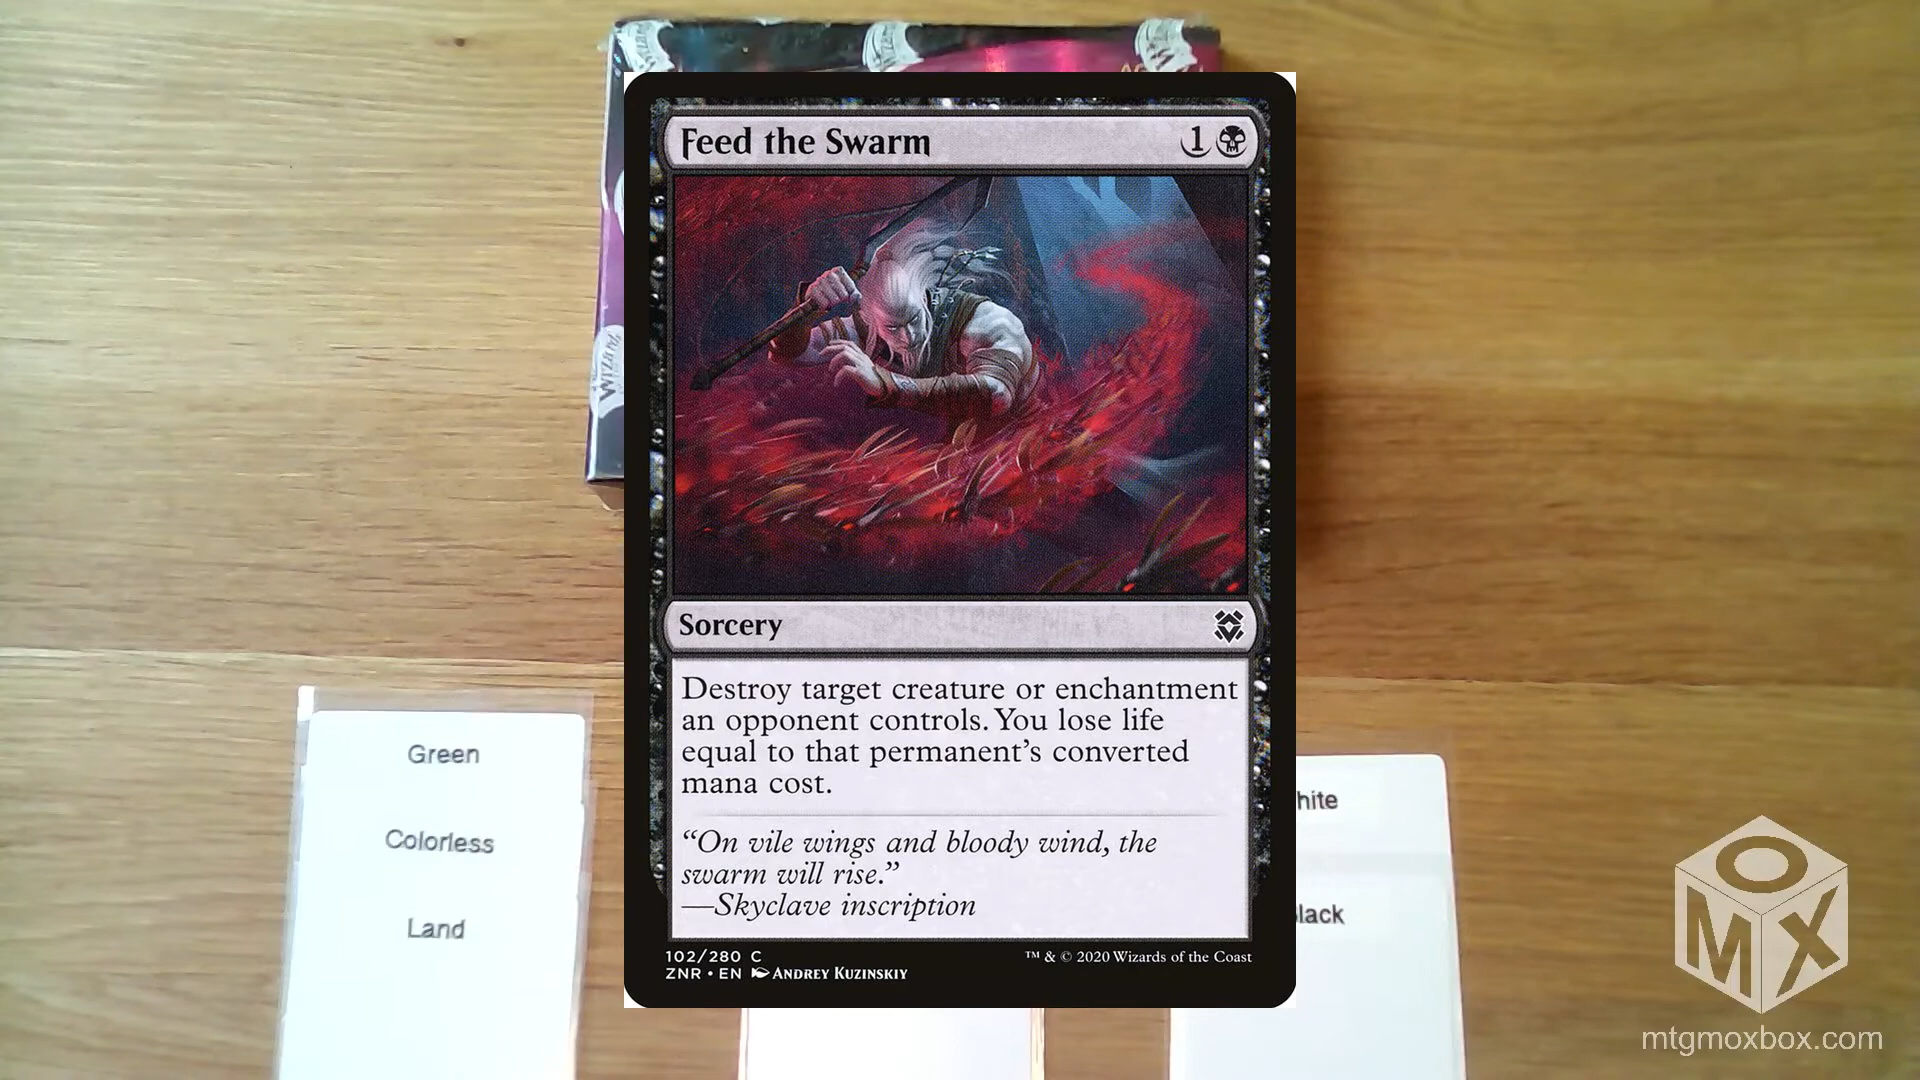 Feed the Swarm
1
Sorcery
Destroy target creature or enchantment
an opponent controls. You lose life
equal to that permanent's converted
mana cost.
“On vile wings and bloody wind, the
swarm will rise.”
—Skyclave inscription
102/280 C
ZNR • EN ANDREY KUZINSKIY
™ & © 2020 Wizards of the Coast
Green
Colorless
Land
hite
lack
MOX
mtgmoxbox.com